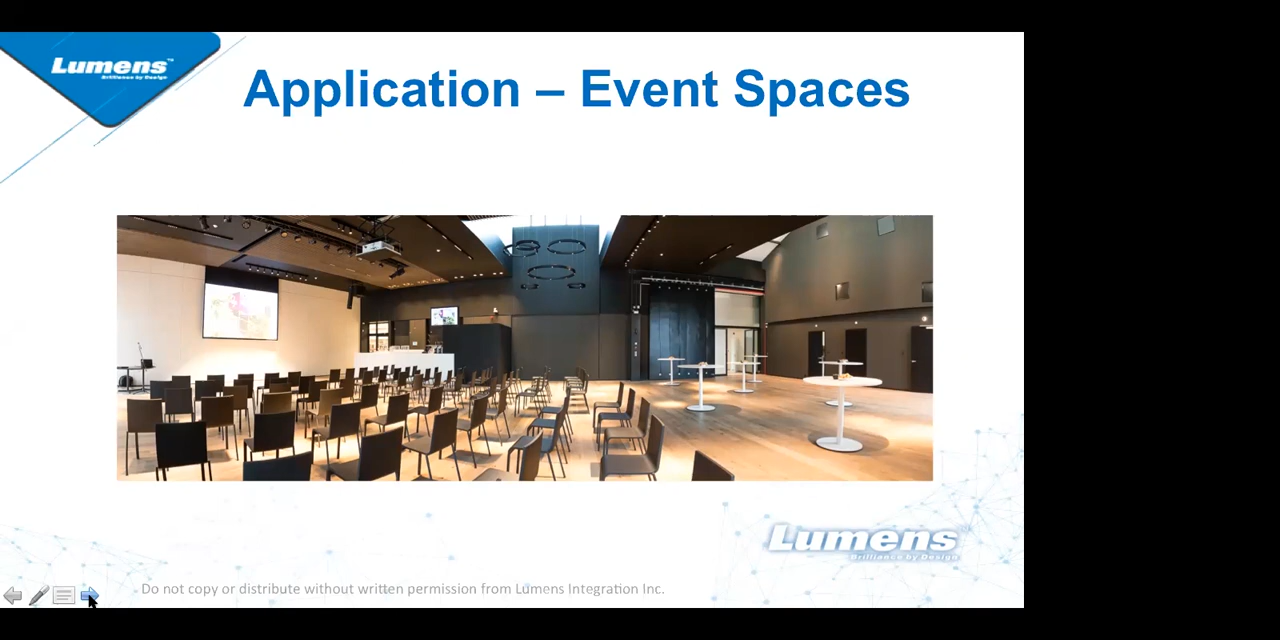 Lumens™
Brilliance by Design
Application – Event Spaces
Lumens
Brilliance by Design
Do not copy or distribute without written permission from Lumens Integration Inc.